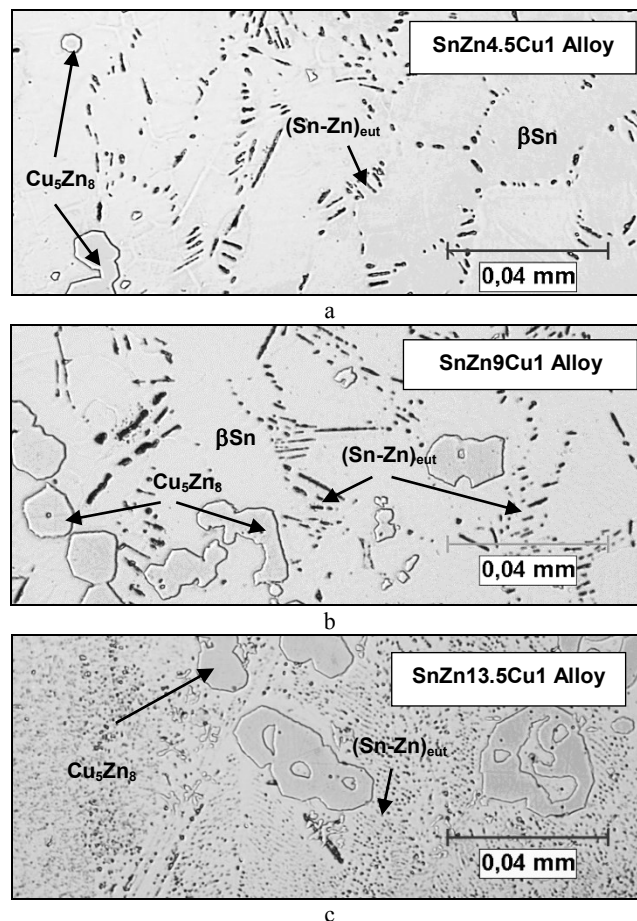 SnZn4.5Cu1 Alloy
(Sn-Zn)eut
βSn
Cu₅Zn₈
0,04 mm
a
SnZn9Cu1 Alloy
βSn
(Sn-Zn)eut
Cu₅Zn₈
0,04 mm
b
SnZn13.5Cu1 Alloy
(Sn-Zn)eut
Cu₅Zn₈
0,04 mm
c